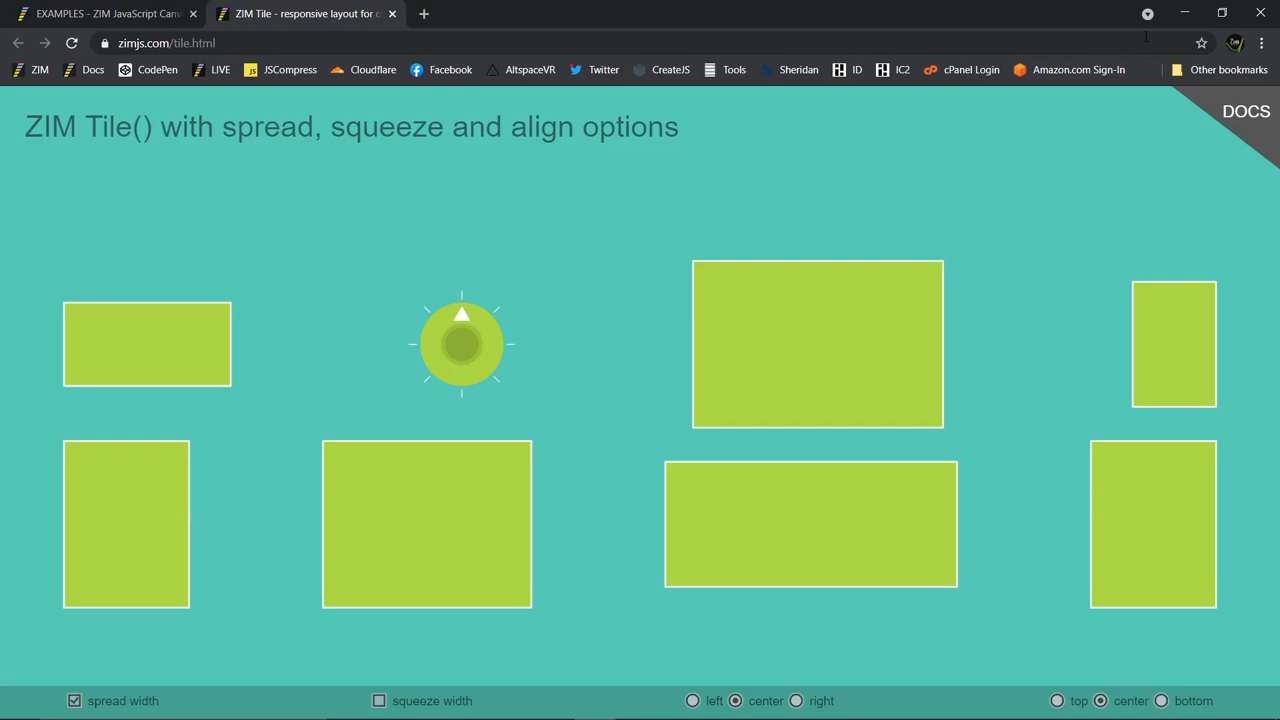 EXAMPLES - ZIM JavaScript Canv
ZIM Tile - responsive layout for c
zimjs.com/tile.html
ZIM Docs CodePen LIVE JSCompress Cloudflare Facebook AltspaceVR Twitter CreateJS Tools Sheridan ID IC2 cPanel Login Amazon.com Sign-In Other bookmarks
ZIM Tile() with spread, squeeze and align options
DOCS
spread width squeeze width left center right top center bottom